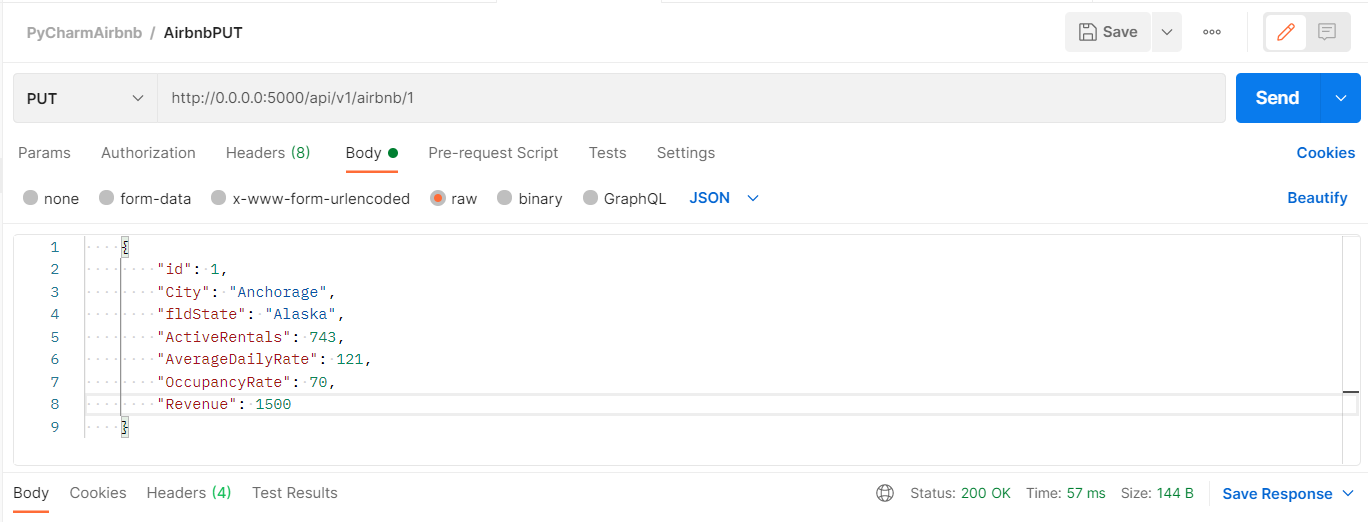 PyCharmAirbnb / AirbnbPUT
Save
PUT http://0.0.0.0:5000/api/v1/airbnb/1 Send
Params Authorization Headers (8) Body Pre-request Script Tests Settings Cookies
none form-data x-www-form-urlencoded raw binary GraphQL JSON Beautify
1 {
2 "id": 1,
3 "City": "Anchorage",
4 "fldState": "Alaska",
5 "ActiveRentals": 743,
6 "AverageDailyRate": 121,
7 "OccupancyRate": 70,
8 "Revenue": 1500
9 }
Body Cookies Headers (4) Test Results Status: 200 OK Time: 57 ms Size: 144 B Save Response